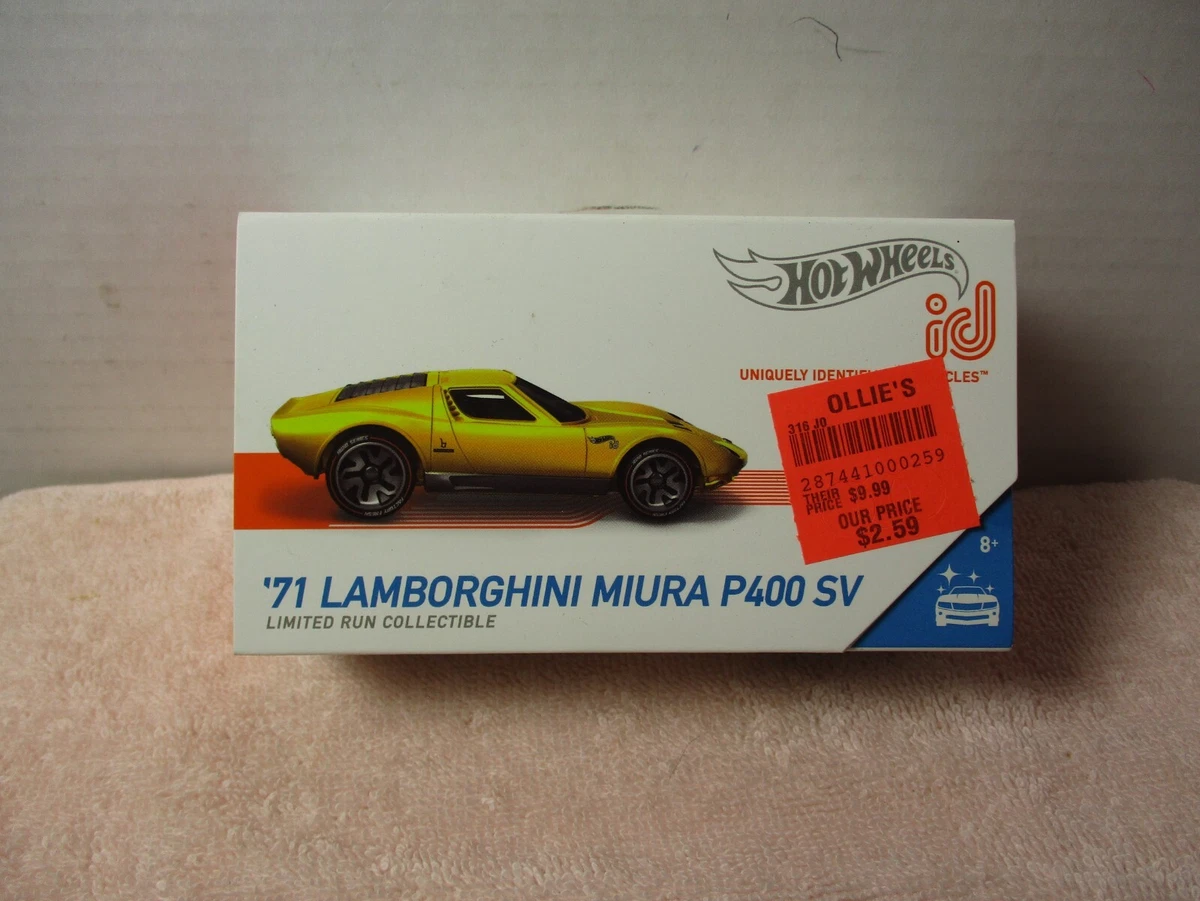 HOT WHEELS
id
UNIQUELY
CLES™
OLLIE'S
316 JO
287441000259
THEIR
PRICE $9.99
OUR PRICE
$2.59
8+
'71 LAMBORGHINI MIURA P400 SV
LIMITED RUN COLLECTIBLE